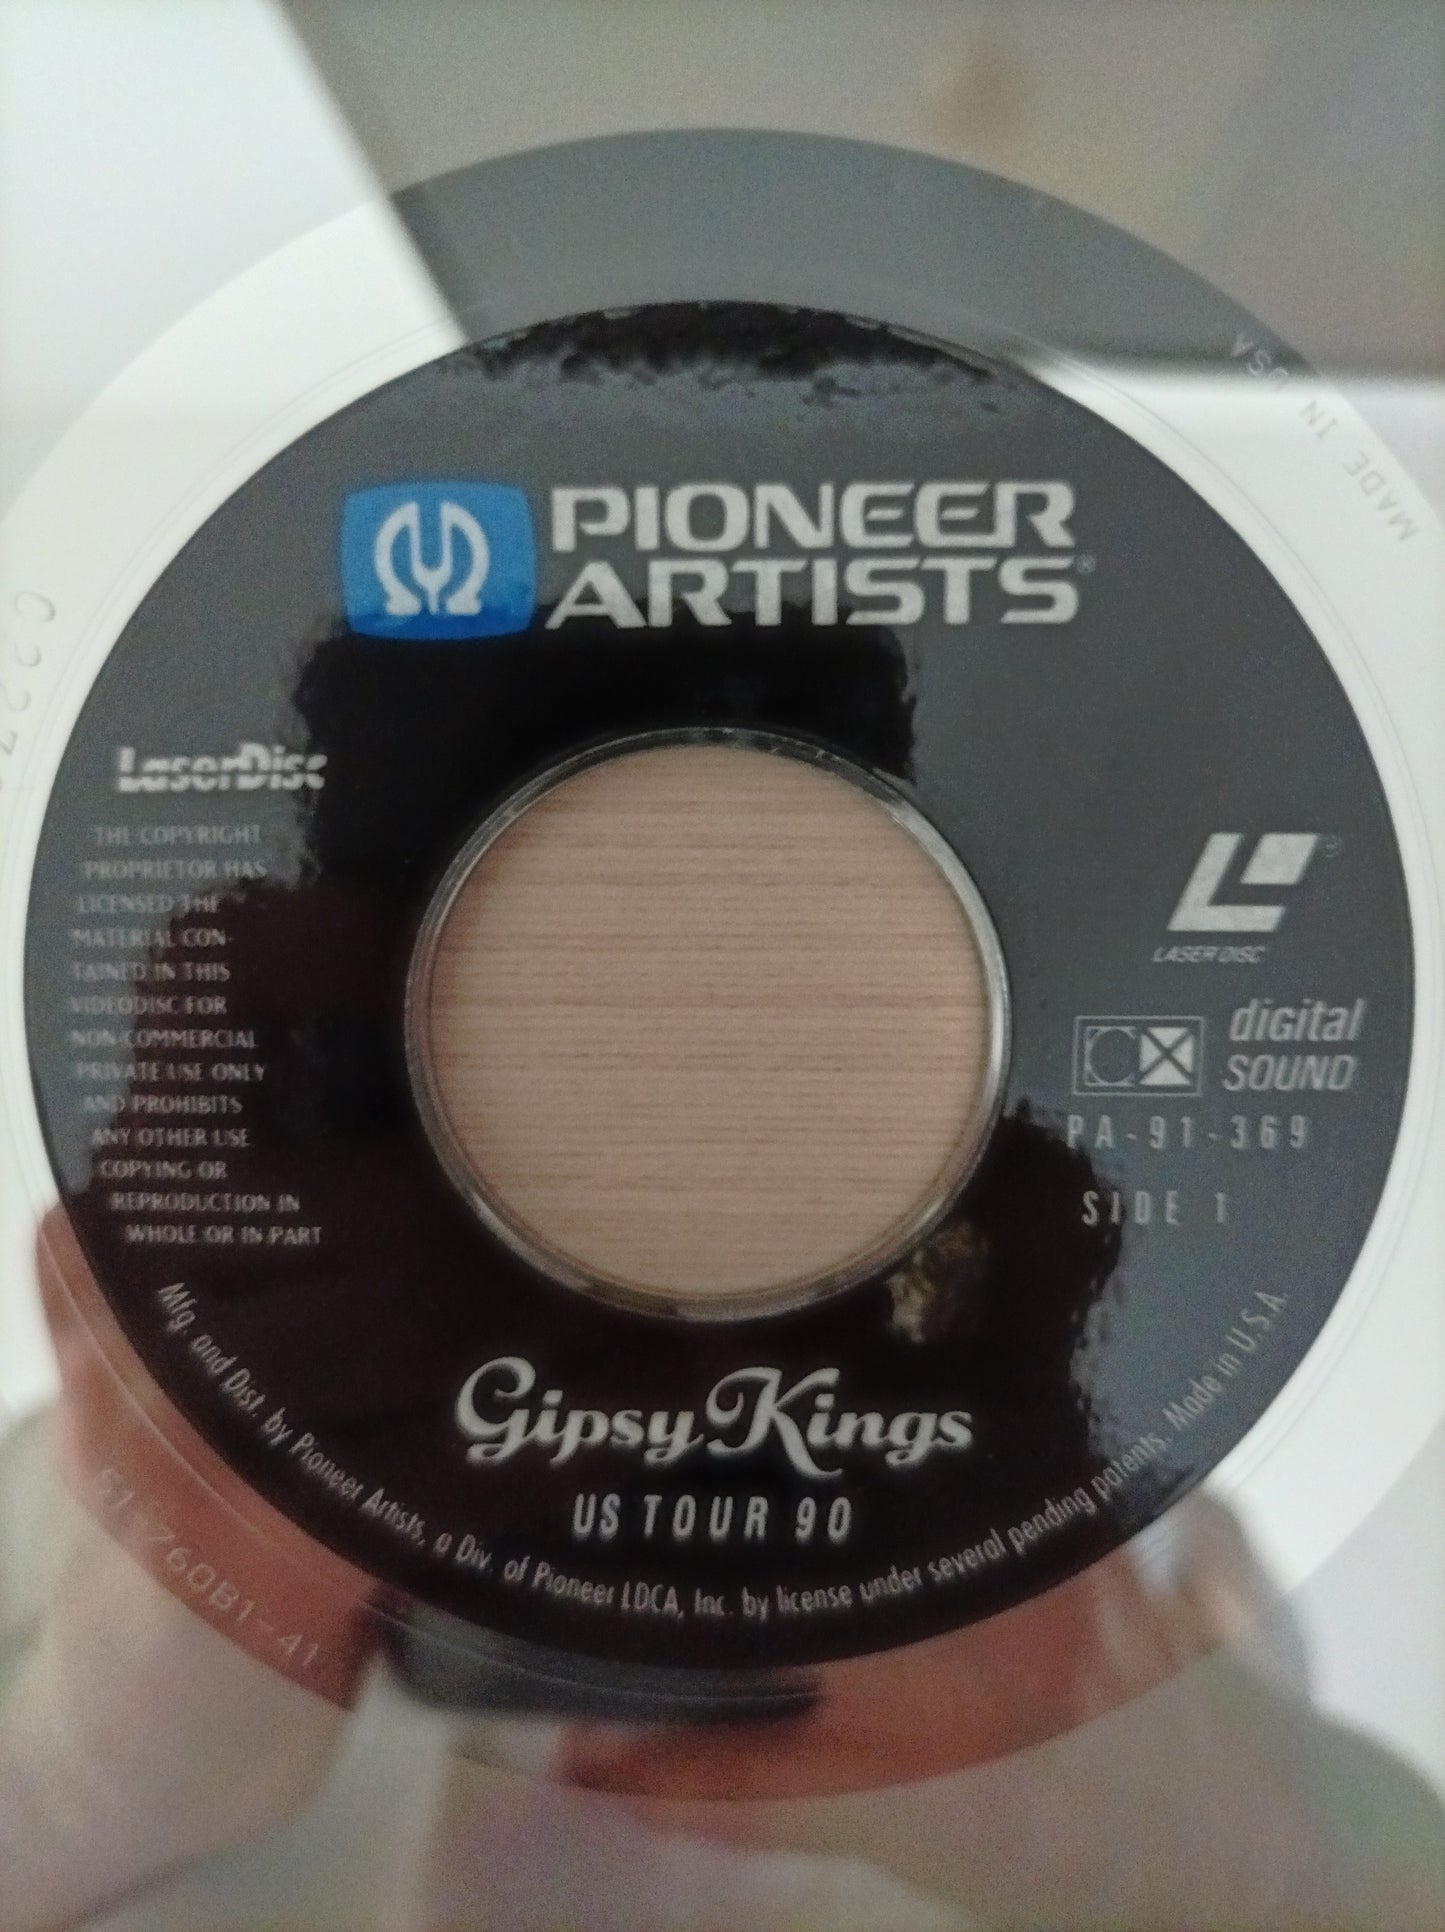 PIONEER
ARTISTS®
LaserDisc
THE COPYRIGHT
PROPRIETOR HAS
LICENSED THE
MATERIAL CON-
TAINED IN THIS
VIDEODISC FOR
NON-COMMERCIAL
PRIVATE USE ONLY
AND PROHIBITS
ANY OTHER USE
COPYING OR
REPRODUCTION IN
WHOLE OR IN PART
L
LASER DISC
CX
digital
SOUND
PA-91-369
SIDE 1
Gipsy Kings
US TOUR 90
Mfg. and Dist. by Pioneer Artists, a Div. of Pioneer LDCA, Inc. by license under several pending patents. Made in U.S.A.
MADE IN USA